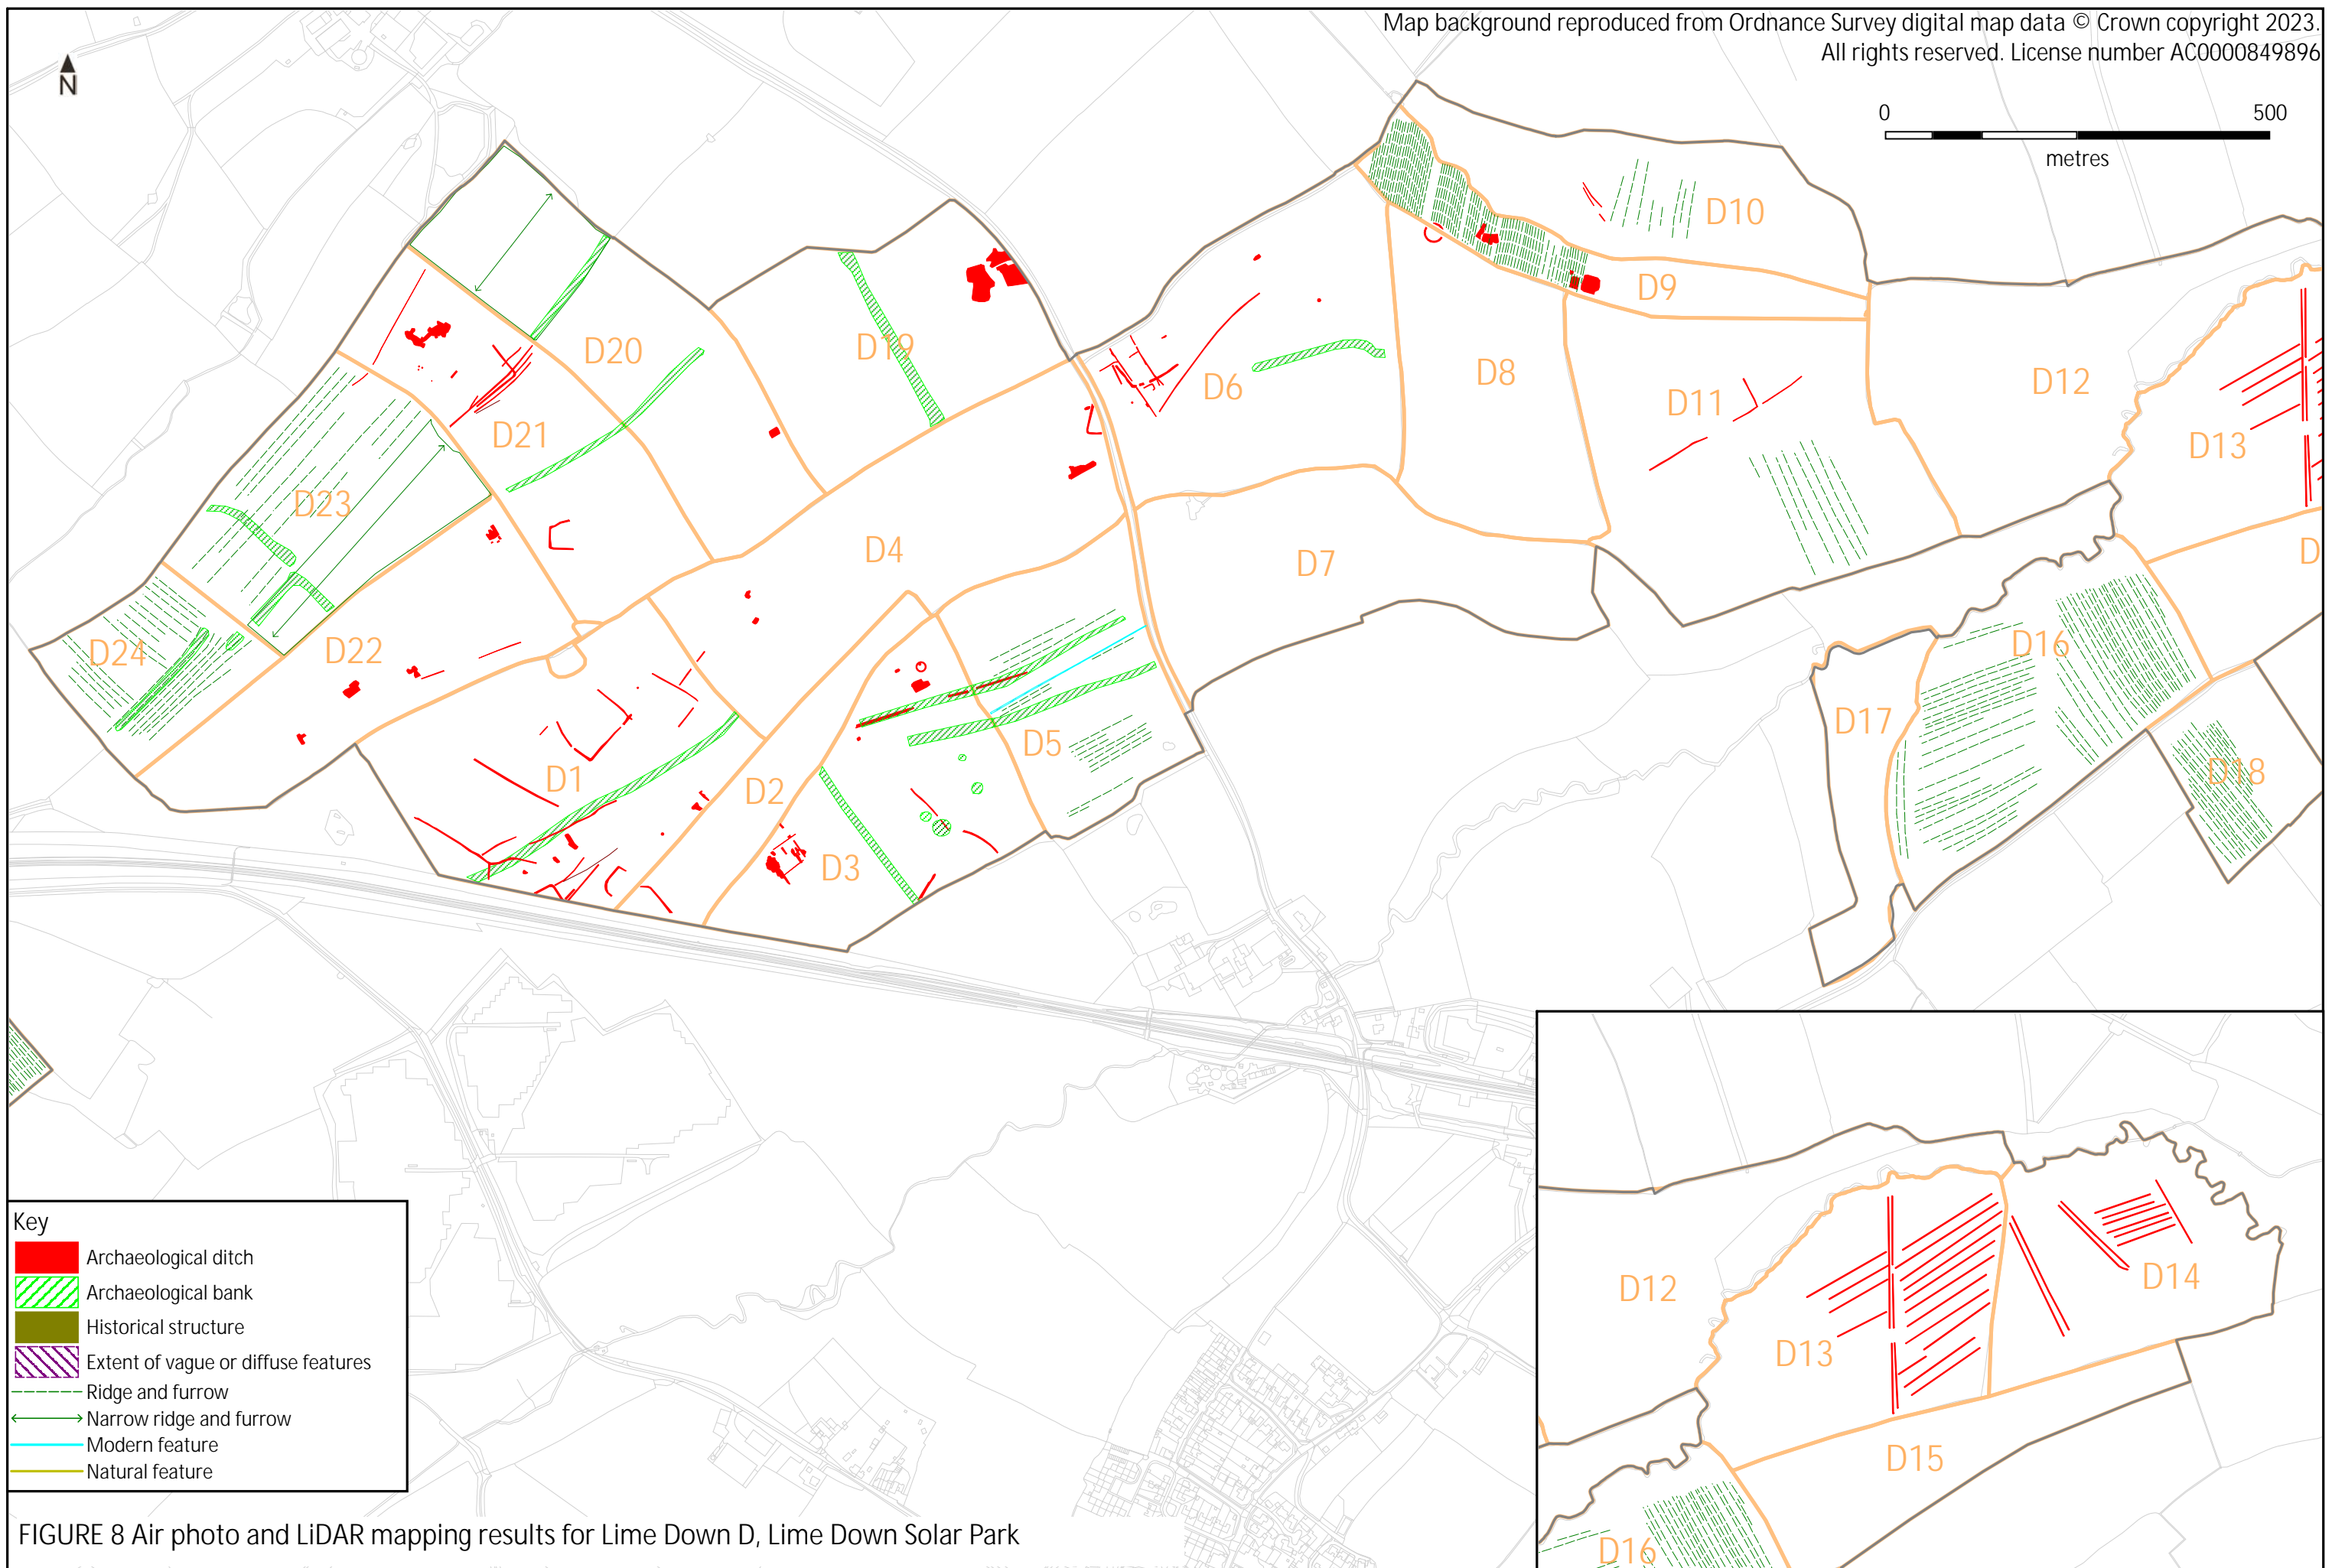 Map background reproduced from Ordnance Survey digital map data © Crown copyright 2023.
All rights reserved. License number AC0000849896
N
0 500
metres
D10
D9
D20
D19
D6
D8
D11
D12
D13
D21
D23
D4
D7
D
D24
D22
D16
D17
D5
D18
D1
D2
D3
Key
Archaeological ditch
Archaeological bank
Historical structure
Extent of vague or diffuse features
Ridge and furrow
Narrow ridge and furrow
Modern feature
Natural feature
D12
D14
D13
D15
D16
FIGURE 8 Air photo and LiDAR mapping results for Lime Down D, Lime Down Solar Park